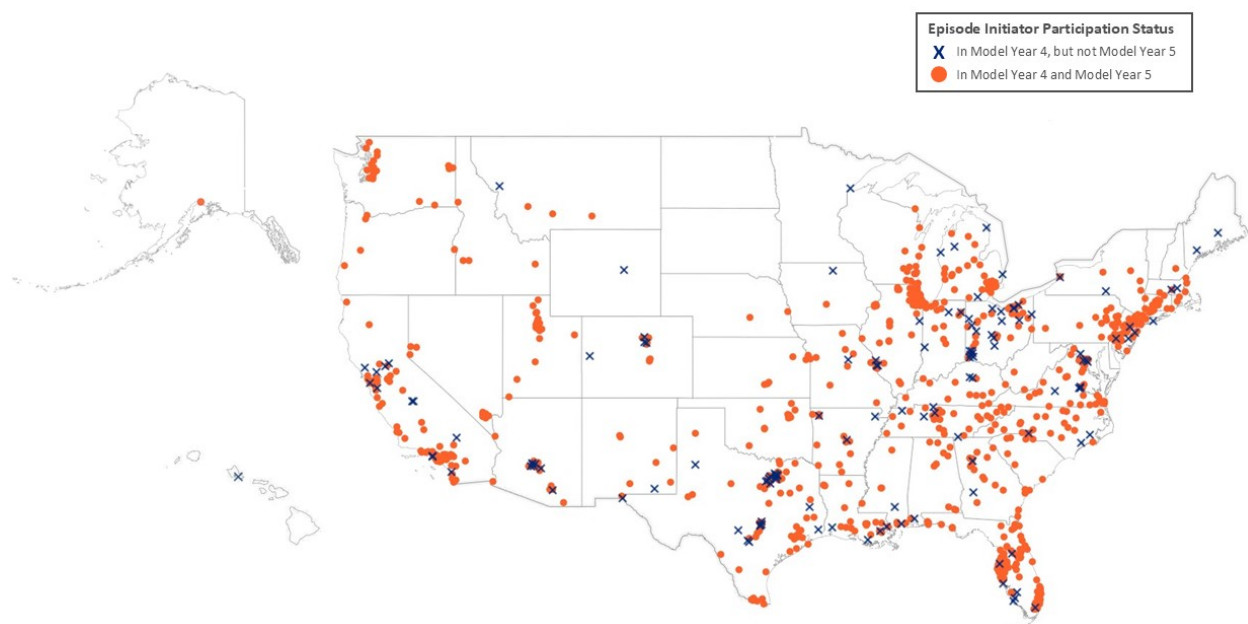 Episode Initiator Participation Status
X In Model Year 4, but not Model Year 5
In Model Year 4 and Model Year 5